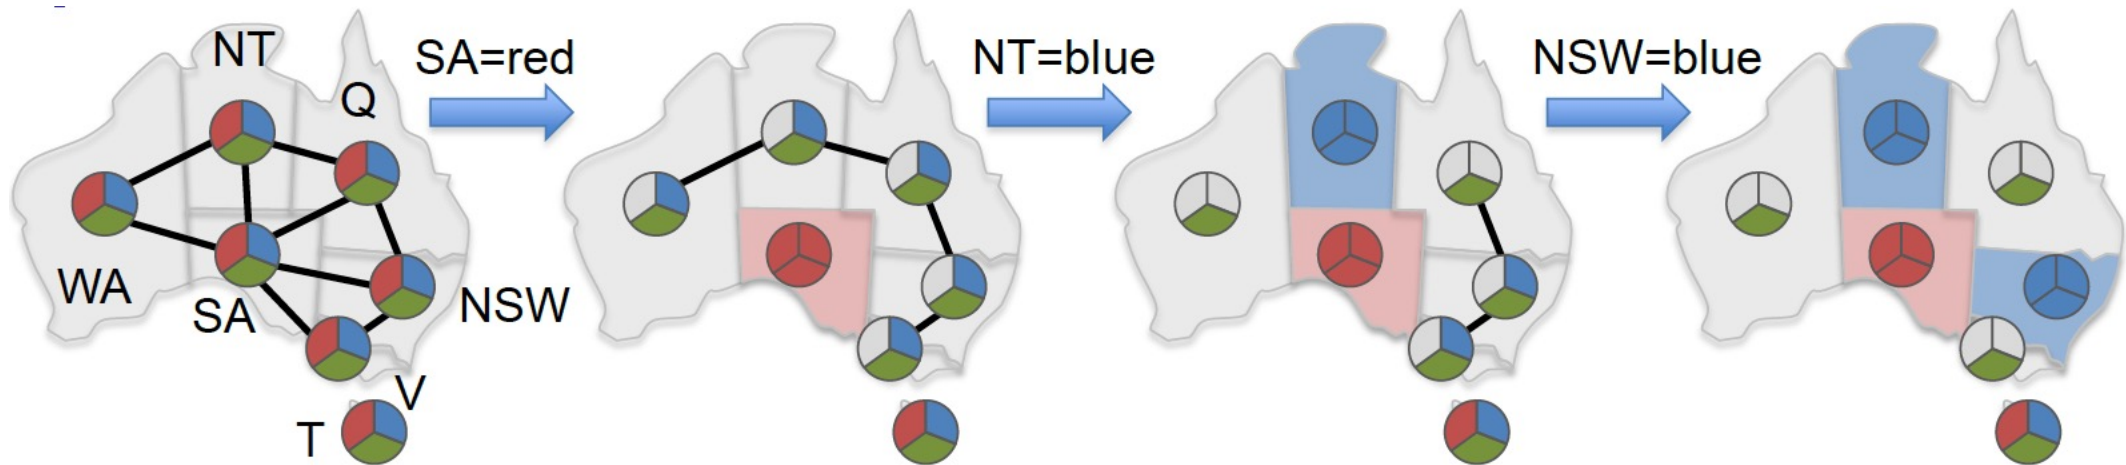 NT
SA=red
NT=blue
NSW=blue
Q
WA
SA
NSW
V
T